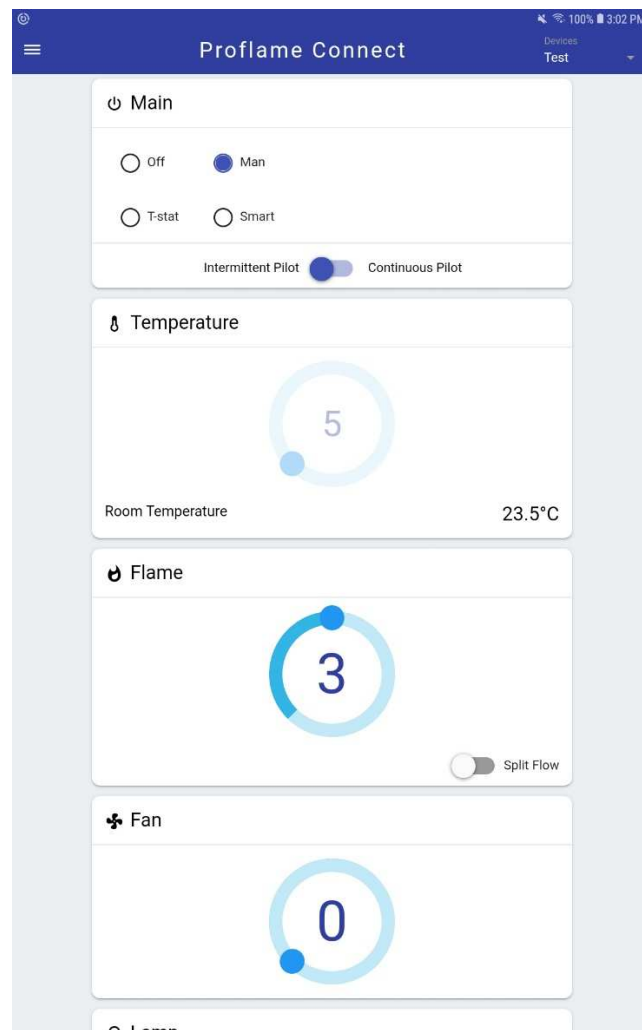 100% 3:02 PM
Proflame Connect
Devices
Test
Main
Off Man
T-stat Smart
Intermittent Pilot Continuous Pilot
Temperature
5
Room Temperature 23.5°C
Flame
3
Split Flow
Fan
0
Lamp